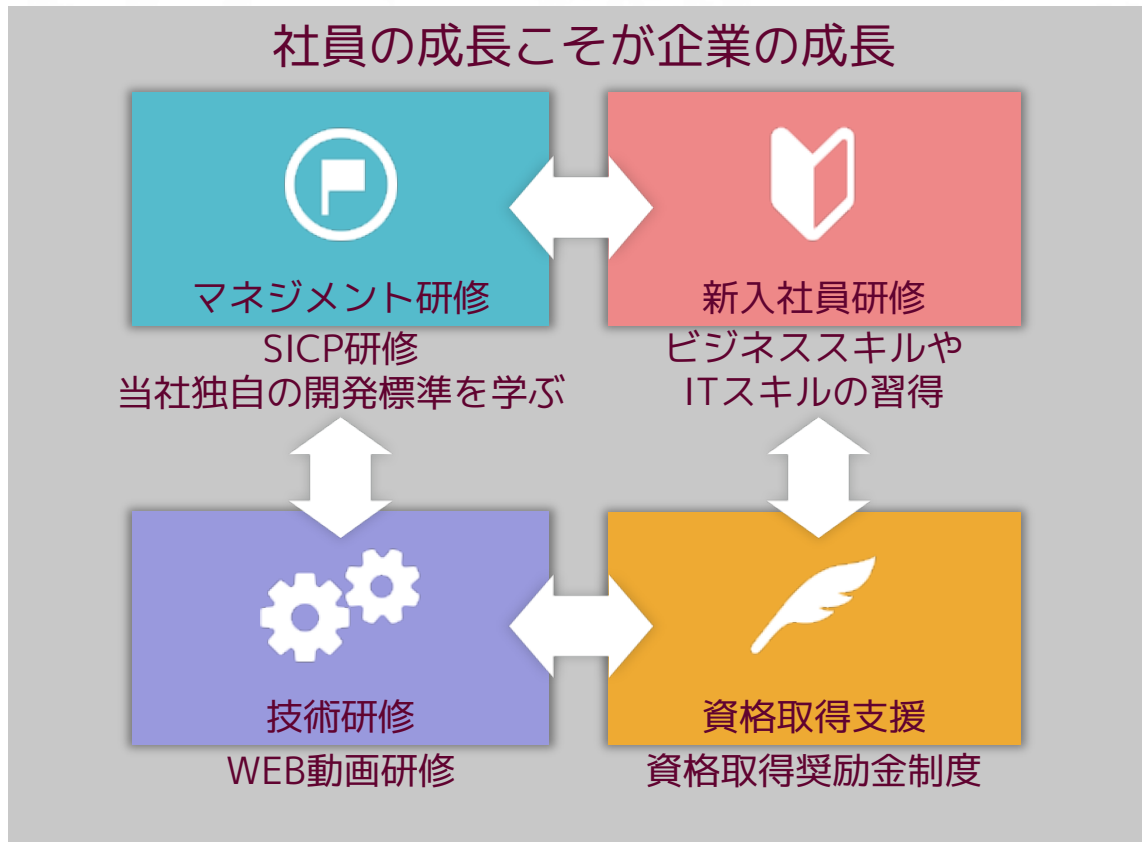 社員の成長こそが企業の成長
マネジメント研修
SICP研修
当社独自の開発標準を学ぶ
新入社員研修
ビジネススキルや
ITスキルの習得
技術研修
WEB動画研修
資格取得支援
資格取得奨励金制度